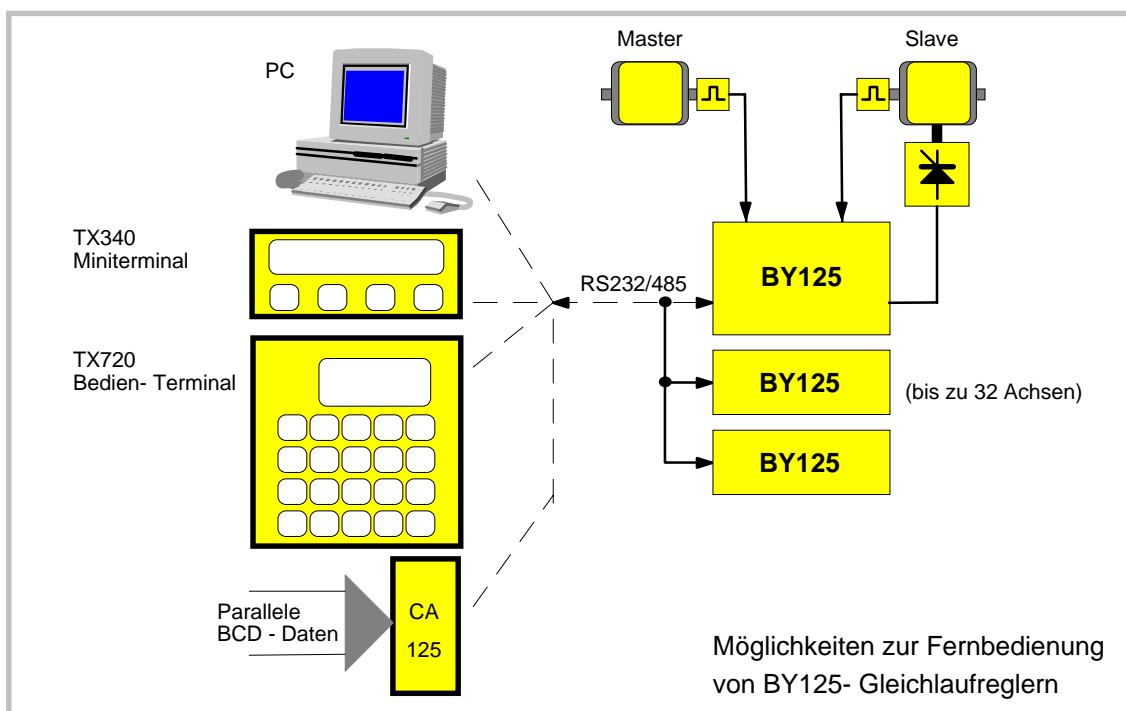 Master
Slave
PC
TX340
Miniterminal
RS232/485
BY125
TX720
Bedien- Terminal
BY125
(bis zu 32 Achsen)
BY125
Parallele
BCD - Daten
CA
125
Möglichkeiten zur Fernbedienung
von BY125- Gleichlaufreglern